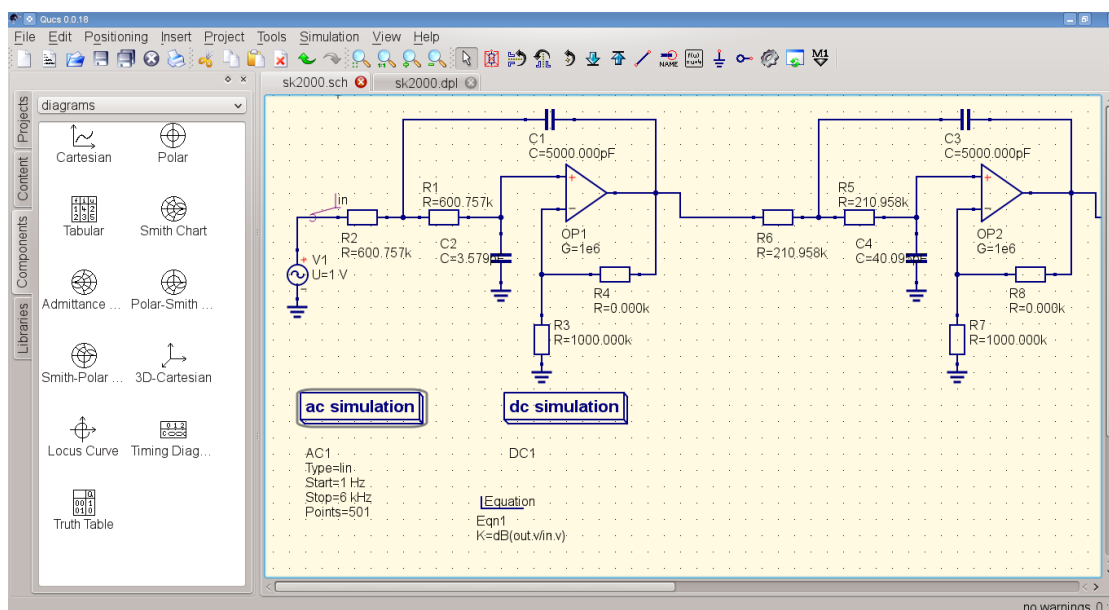 Qucs 0.0.18
File Edit Positioning Insert Project Tools Simulation View Help
NAME
M1
sk2000.sch
sk2000.dpl
Projects
Content
Components
Libraries
diagrams
Cartesian
Polar
Tabular
Smith Chart
Admittance ...
Polar-Smith ...
Smith-Polar ...
3D-Cartesian
Locus Curve
Timing Diag...
Truth Table
C1
C=5000.000pF
C3
C=5000.000pF
in
R1
R=600.757k
R5
R=210.958k
R2
R=600.757k
C2
OP1
G=1e6
R6
R=210.958k
C4
OP2
G=1e6
V1
U=1 V
R4
R=0.000k
R8
R=0.000k
R3
R=1000.000k
R7
R=1000.000k
ac simulation
dc simulation
AC1
Type=lin
Start=1 Hz
Stop=6 kHz
Points=501
DC1
Equation
Eqn1
K=dB(out.v/in.v)
no warnings 0